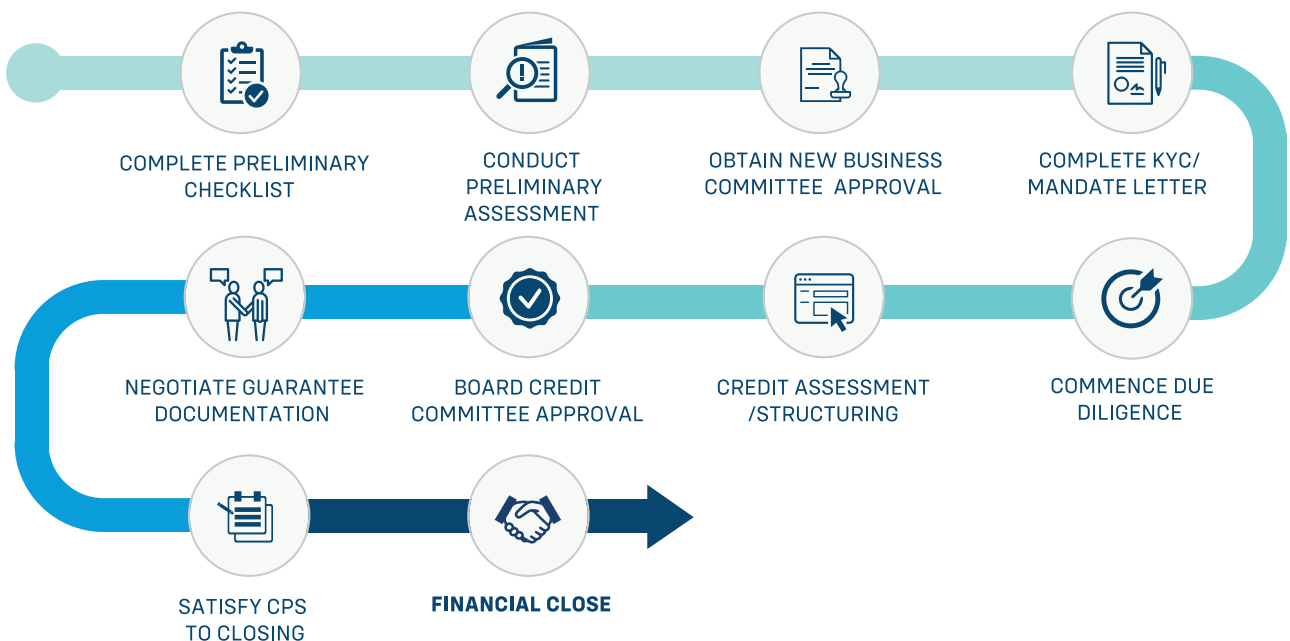 COMPLETE PRELIMINARY
CHECKLIST
CONDUCT
PRELIMINARY
ASSESSMENT
OBTAIN NEW BUSINESS
COMMITTEE APPROVAL
COMPLETE KYC/
MANDATE LETTER
COMMENCE DUE
DILIGENCE
CREDIT ASSESSMENT
/STRUCTURING
BOARD CREDIT
COMMITTEE APPROVAL
NEGOTIATE GUARANTEE
DOCUMENTATION
SATISFY CPS
TO CLOSING
FINANCIAL CLOSE